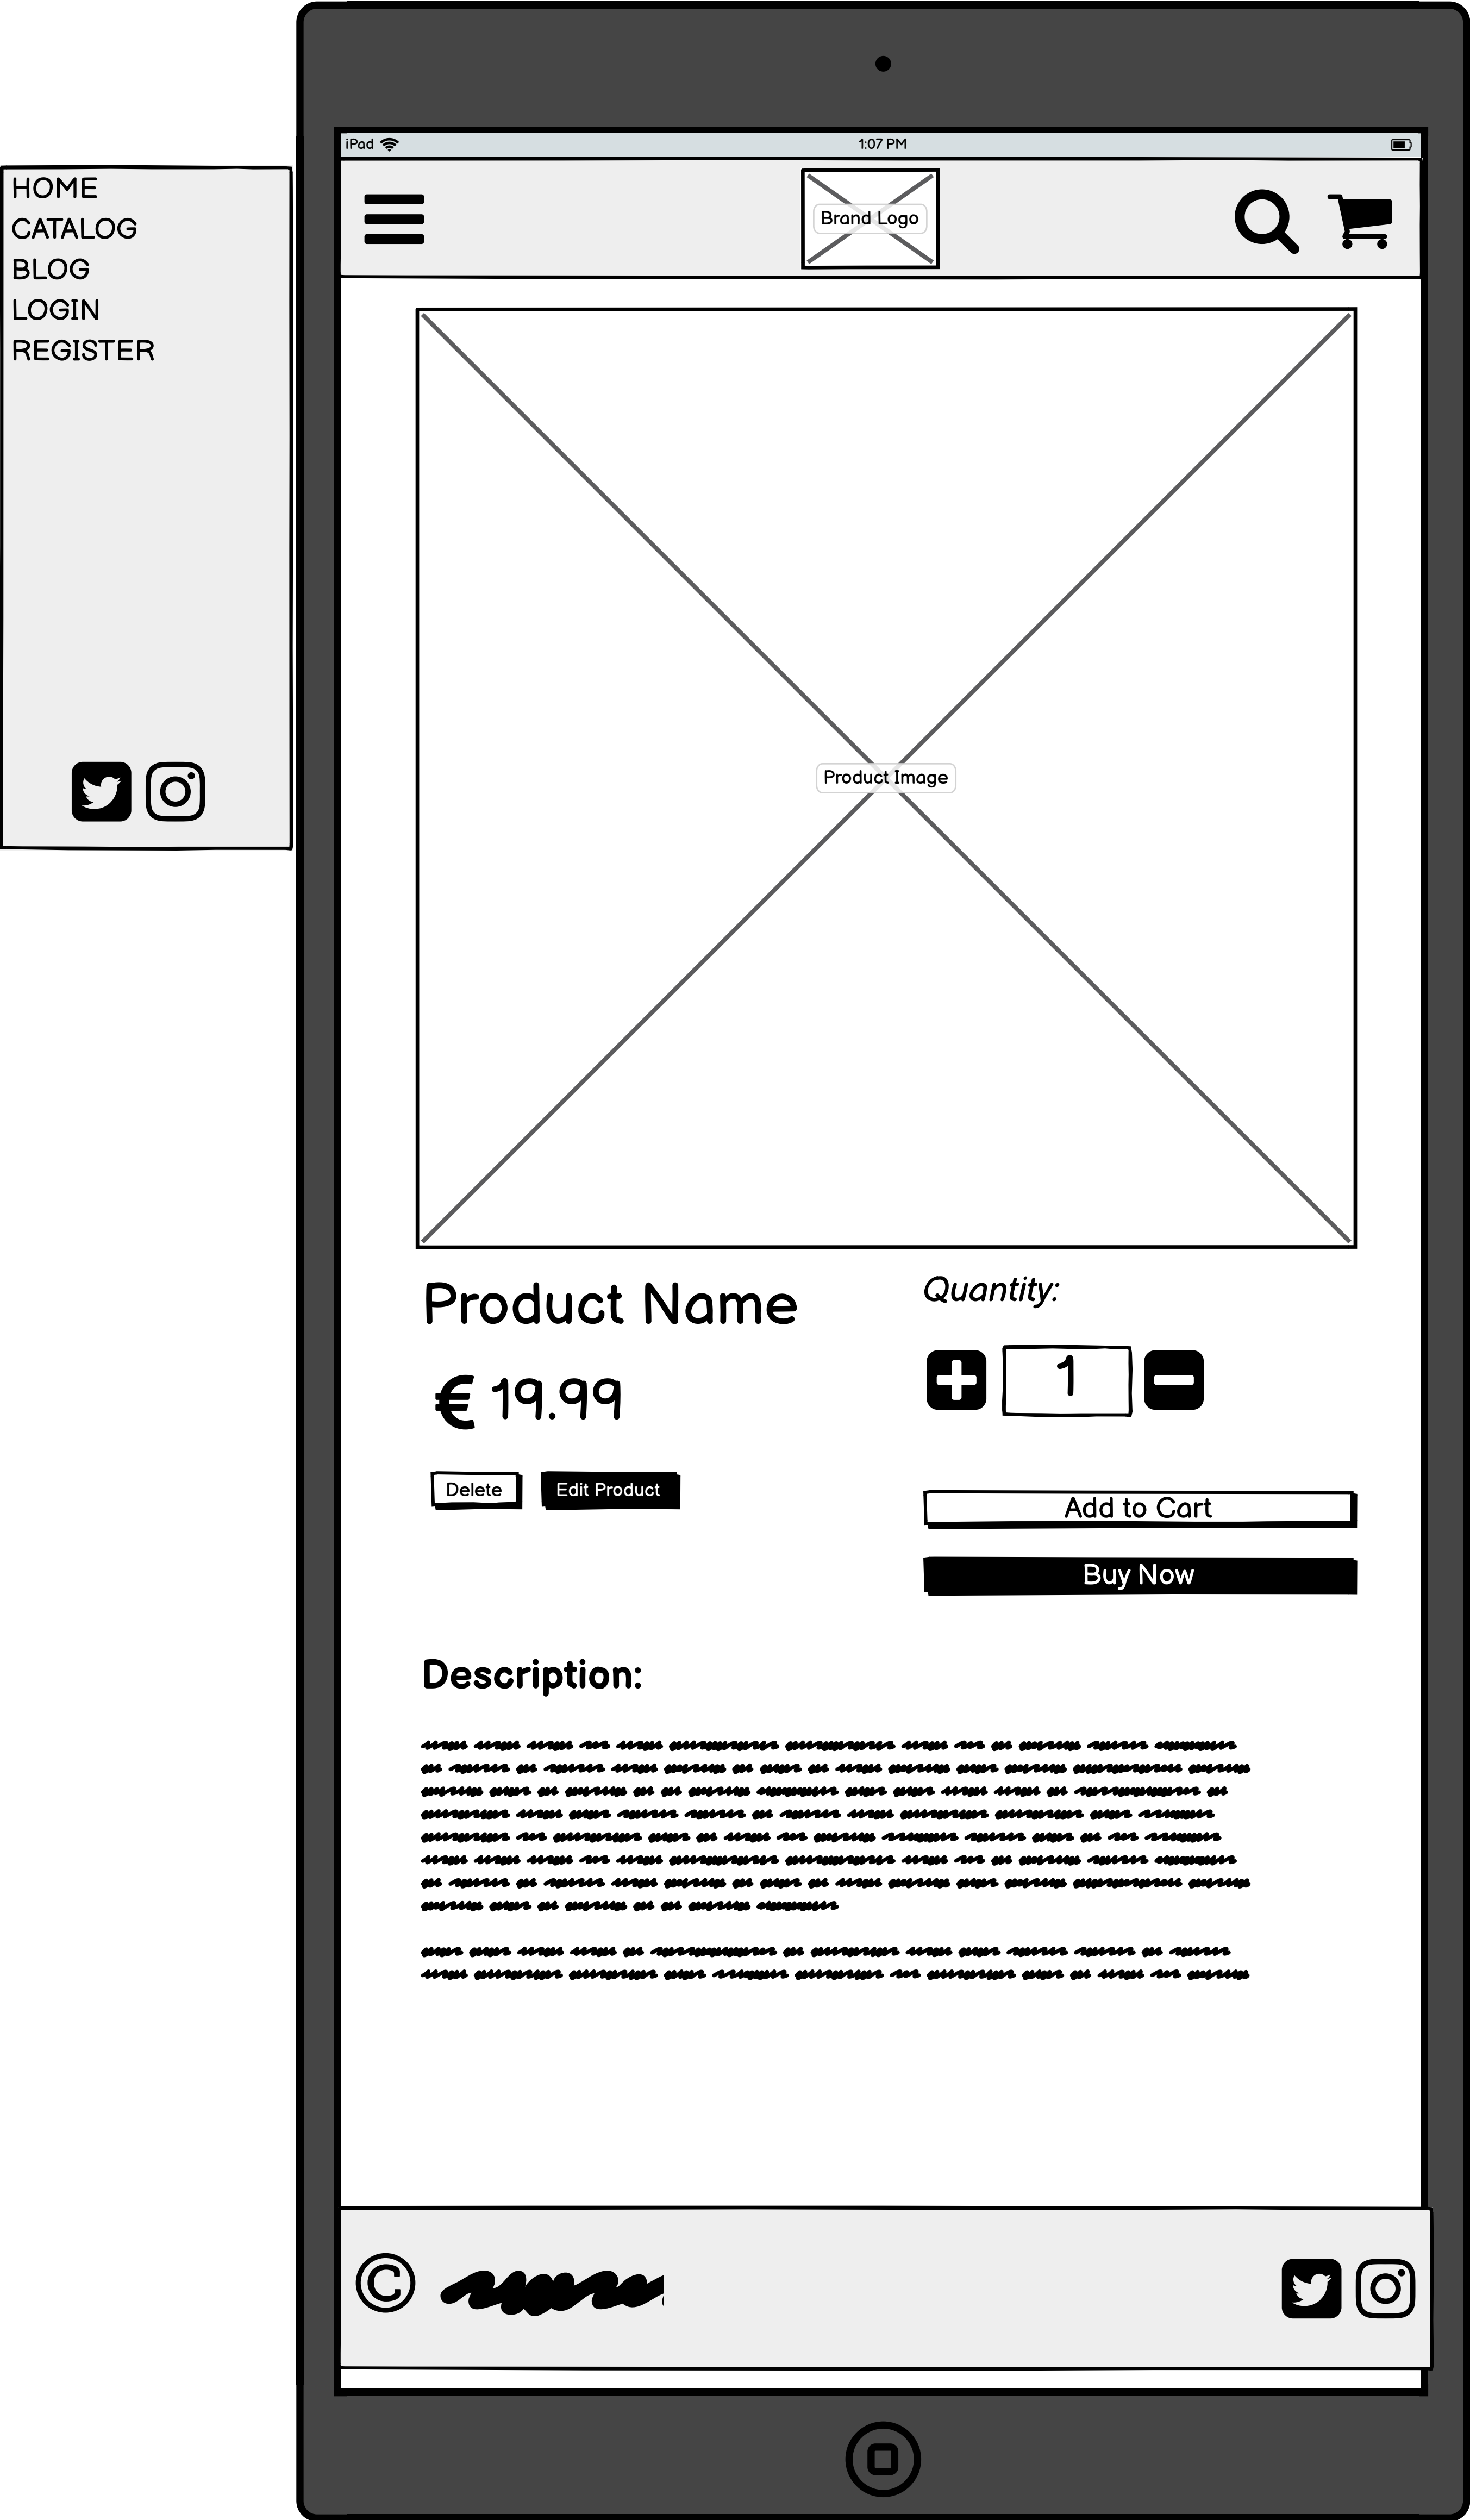 HOME
CATALOG
BLOG
LOGIN
REGISTER
iPad 1:07 PM
Brand Logo
Product Image
Product Name
€ 19.99
Delete Edit Product
Quantity:
1
Add to Cart
Buy Now
Description:
©